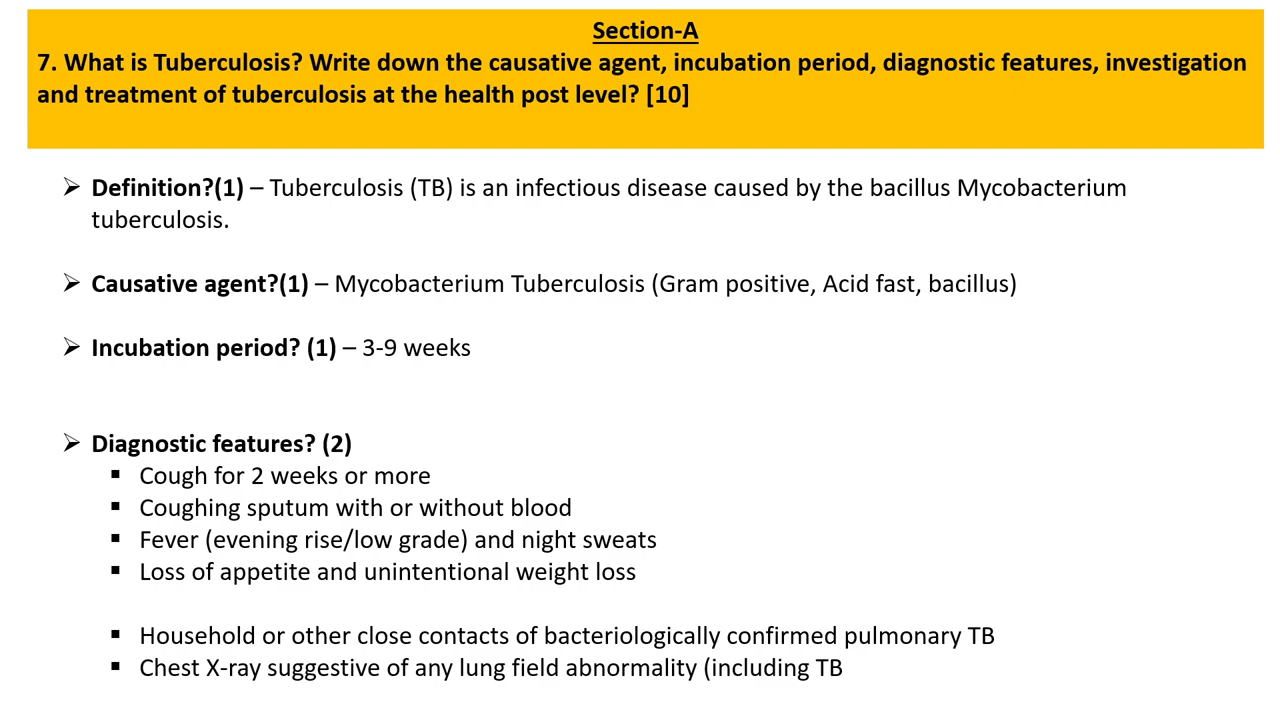 Section-A
7. What is Tuberculosis? Write down the causative agent, incubation period, diagnostic features, investigation
and treatment of tuberculosis at the health post level? [10]
➢ Definition?(1) – Tuberculosis (TB) is an infectious disease caused by the bacillus Mycobacterium
tuberculosis.
➢ Causative agent?(1) – Mycobacterium Tuberculosis (Gram positive, Acid fast, bacillus)
➢ Incubation period? (1) – 3-9 weeks
➢ Diagnostic features? (2)
▪ Cough for 2 weeks or more
▪ Coughing sputum with or without blood
▪ Fever (evening rise/low grade) and night sweats
▪ Loss of appetite and unintentional weight loss
▪ Household or other close contacts of bacteriologically confirmed pulmonary TB
▪ Chest X-ray suggestive of any lung field abnormality (including TB